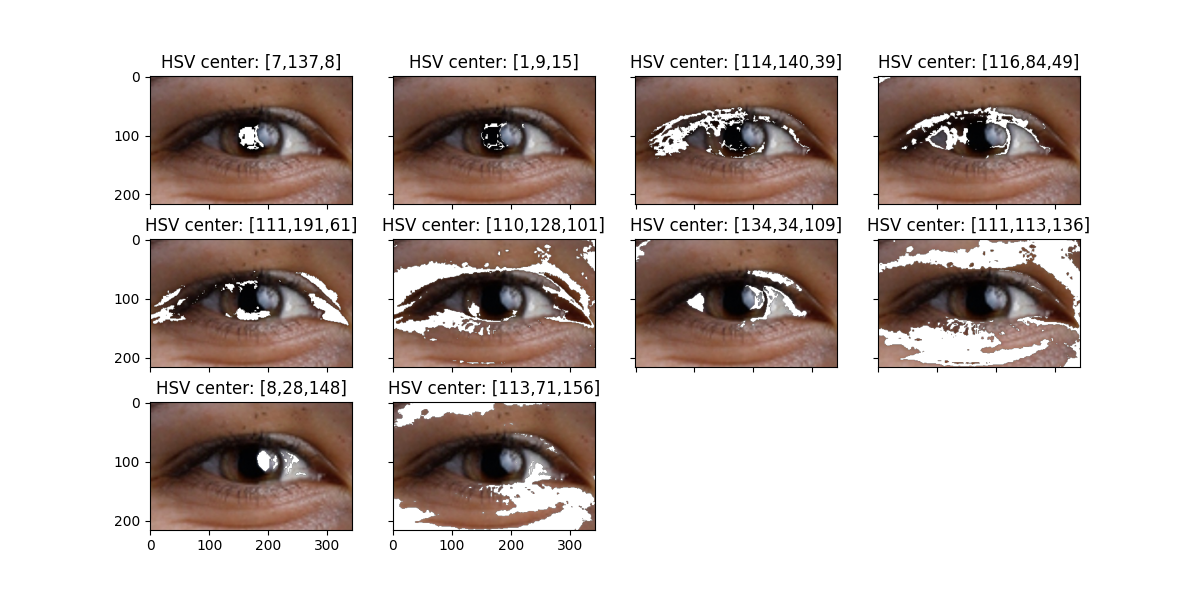 HSV center: [7,137,8] HSV center: [1,9,15] HSV center: [114,140,39] HSV center: [116,84,49]
0
100
200
HSV center: [111,191,61] HSV center: [110,128,101] HSV center: [134,34,109] HSV center: [111,113,136]
0
100
200
HSV center: [8,28,148] HSV center: [113,71,156]
0
100
200
0 100 200 300 0 100 200 300